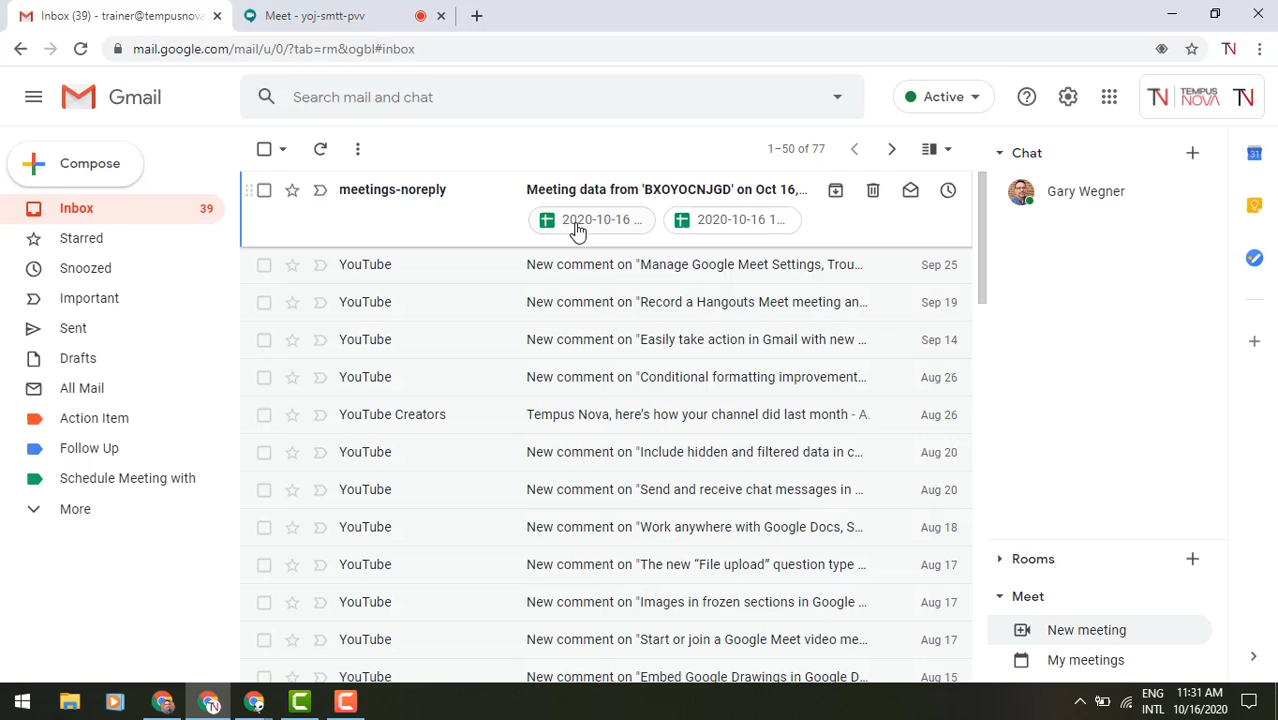 Inbox (39) - trainer@tempusnova
Meet - yoj-smtt-pvv
mail.google.com/mail/u/0/?tab=rm&ogbl#inbox
TN
Gmail
Search mail and chat
Active
TN TEMPUS NOVA TN
Compose
1–50 of 77
Chat
31
meetings-noreply
Meeting data from 'BXOYOCNJGD' on Oct 16,...
Gary Wegner
Inbox 39
2020-10-16 ...
2020-10-16 1...
Starred
Snoozed
YouTube
New comment on "Manage Google Meet Settings, Trou...
Sep 25
Important
YouTube
New comment on "Record a Hangouts Meet meeting an...
Sep 19
Sent
YouTube
New comment on "Easily take action in Gmail with new ...
Sep 14
Drafts
YouTube
New comment on "Conditional formatting improvement...
Aug 26
All Mail
Action Item
YouTube Creators
Tempus Nova, here's how your channel did last month - A.
Aug 26
Follow Up
YouTube
New comment on "Include hidden and filtered data in c...
Aug 20
Schedule Meeting with
YouTube
New comment on "Send and receive chat messages in ...
Aug 20
More
YouTube
New comment on "Work anywhere with Google Docs, S...
Aug 18
YouTube
New comment on "The new “File upload” question type ...
Aug 17
Rooms
YouTube
New comment on "Images in frozen sections in Google ...
Aug 17
Meet
YouTube
New comment on "Start or join a Google Meet video me...
Aug 17
New meeting
YouTube
New comment on "Embed Google Drawings in Google D...
Aug 15
My meetings
ENG
INTL
11:31 AM
10/16/2020